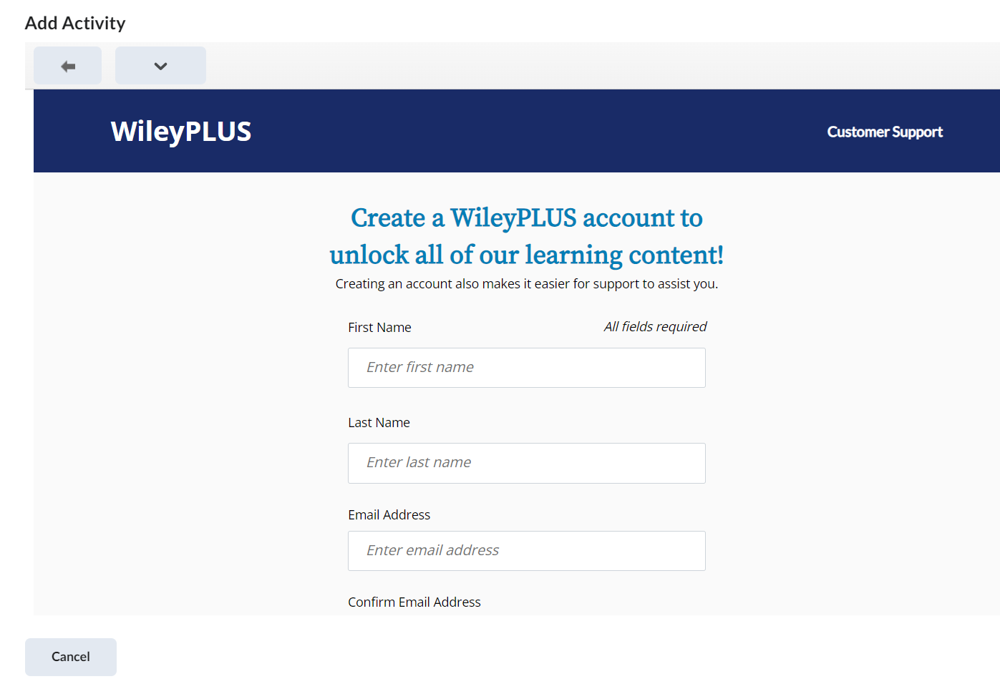 Add Activity
WileyPLUS
Customer Support
Create a WileyPLUS account to
unlock all of our learning content!
Creating an account also makes it easier for support to assist you.
First Name
All fields required
Enter first name
Last Name
Enter last name
Email Address
Enter email address
Confirm Email Address
Cancel